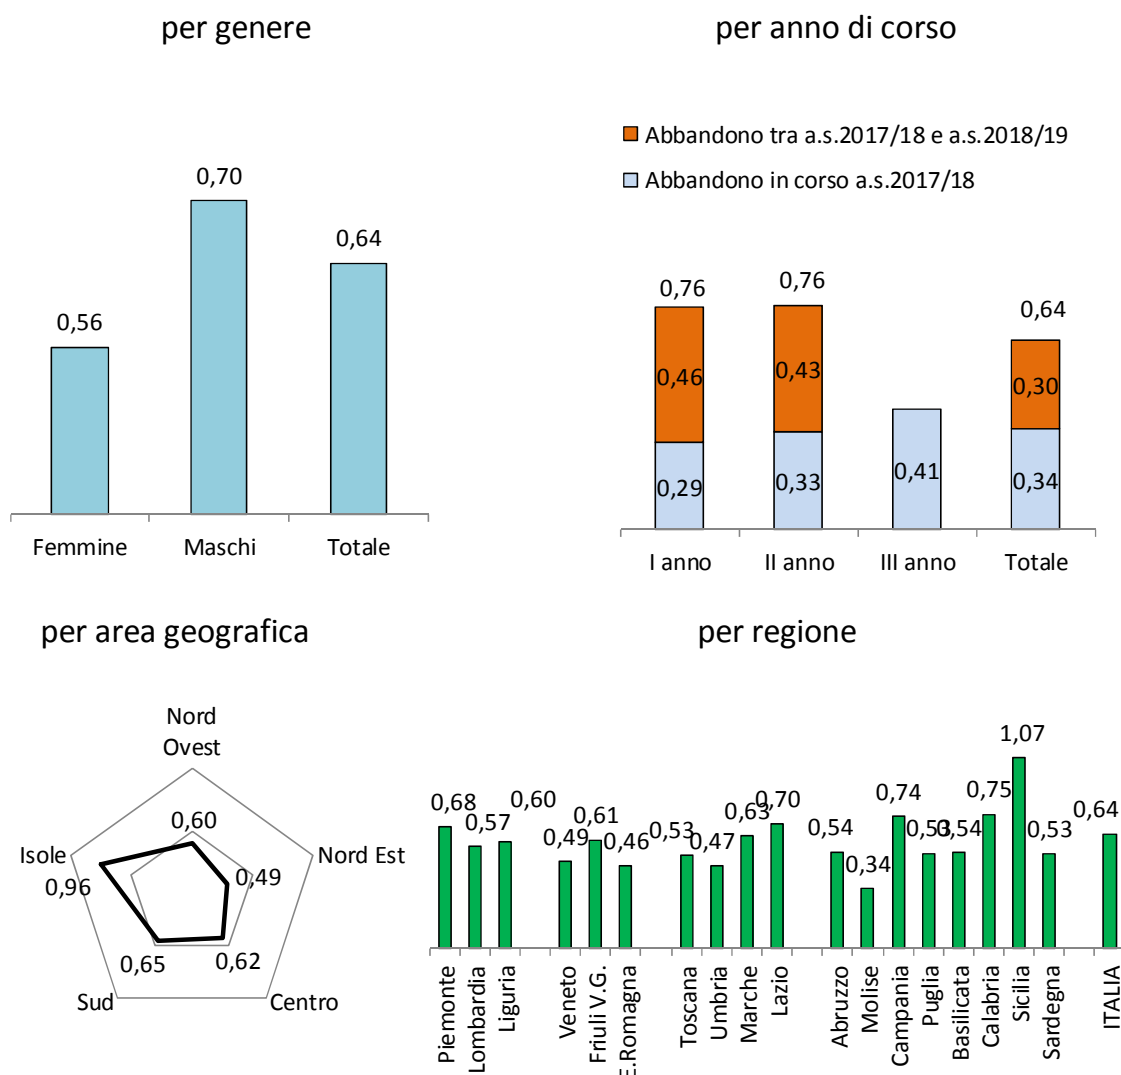 per genere
0,56
0,70
0,64
Femmine
Maschi
Totale
per anno di corso
Abbandono tra a.s.2017/18 e a.s.2018/19
Abbandono in corso a.s.2017/18
0,76
0,76
0,64
0,46
0,43
0,30
0,29
0,33
0,41
0,34
I anno
II anno
III anno
Totale
per area geografica
Nord
Ovest
0,60
Isole
0,96
Nord Est
0,49
0,65
0,62
Sud
Centro
per regione
0,68
0,57
0,60
0,49
0,61
0,46
0,53
0,47
0,63
0,70
0,54
0,34
0,74
0,53
0,54
0,75
1,07
0,53
0,64
Piemonte
Lombardia
Liguria
Veneto
Friuli V.G.
E.Romagna
Toscana
Umbria
Marche
Lazio
Abruzzo
Molise
Campania
Puglia
Basilicata
Calabria
Sicilia
Sardegna
ITALIA